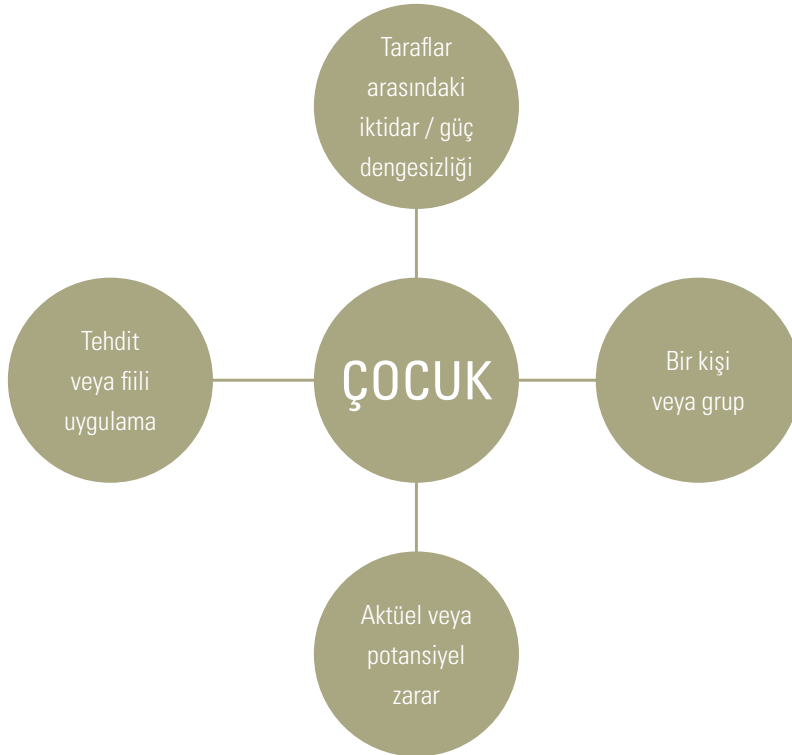 Taraflar
arasındaki
iktidar / güç
dengesizliği
Tehdit
veya fiili
uygulama
ÇOCUK
Bir kişi
veya grup
Aktüel veya
potansiyel
zarar